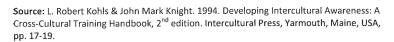 Source: L. Robert Kohls & John Mark Knight. 1994. Developing Intercultural Awareness: A
Cross-Cultural Training Handbook, 2nd edition. Intercultural Press, Yarmouth, Maine, USA,
pp. 17-19.